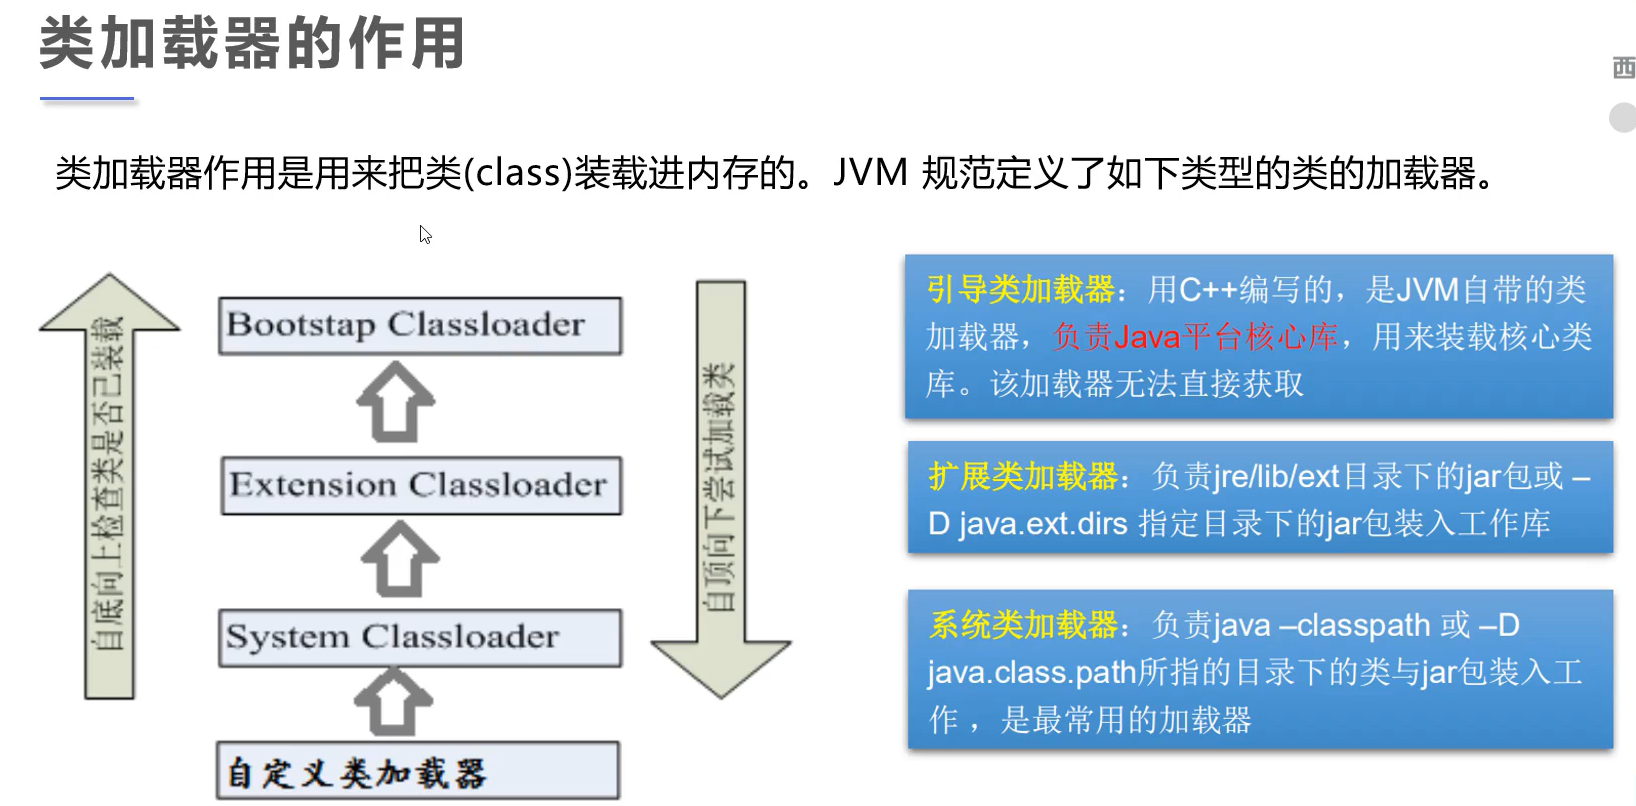 类加载器的作用
西
类加载器作用是用来把类(class)装载进内存的。JVM 规范定义了如下类型的类的加载器。
自底向上检查类是否已装载
Bootstap Classloader
Extension Classloader
System Classloader
自定义类加载器
自顶向下尝试加载类
引导类加载器：用C++编写的，是JVM自带的类
加载器，负责Java平台核心库，用来装载核心类
库。该加载器无法直接获取
扩展类加载器：负责jre/lib/ext目录下的jar包或 –
D java.ext.dirs 指定目录下的jar包装入工作库
系统类加载器：负责java –classpath 或 –D
java.class.path所指的目录下的类与jar包装入工
作 ，是最常用的加载器